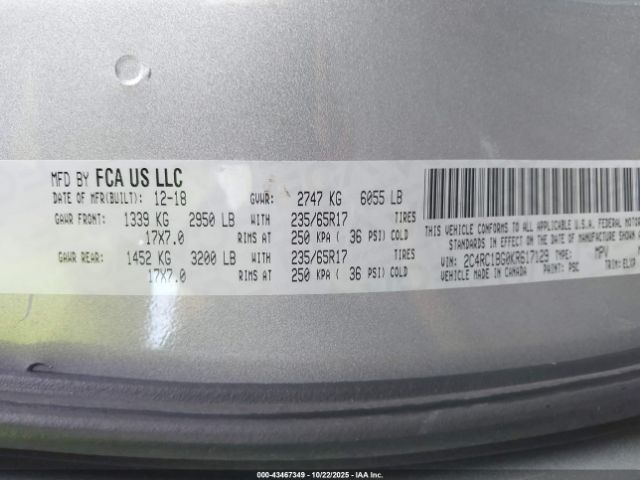 MFD BY FCA US LLC
DATE OF MFR(BUILT): 12-18 GVWR: 2747 KG 6055 LB
GAWR FRONT: 1339 KG 2950 LB WITH 235/65R17 TIRES
17X7.0 RIMS AT 250 KPA ( 36 PSI) COLD
GAWR REAR: 1452 KG 3200 LB WITH 235/65R17 TIRES
17X7.0 RIMS AT 250 KPA ( 36 PSI) COLD
THIS VEHICLE CONFORMS TO ALL APPLICABLE U.S.A. FEDERAL MOTOR
STANDARDS IN EFFECT ON THE DATE OF MANUFACTURE SHOWN
VIN: 2C4RC1BG0KR617129 TYPE: MPV
VEHICLE MADE IN CANADA PAINT: PSC TRIM:
000-43467349 - 10/22/2025 - IAA Inc.